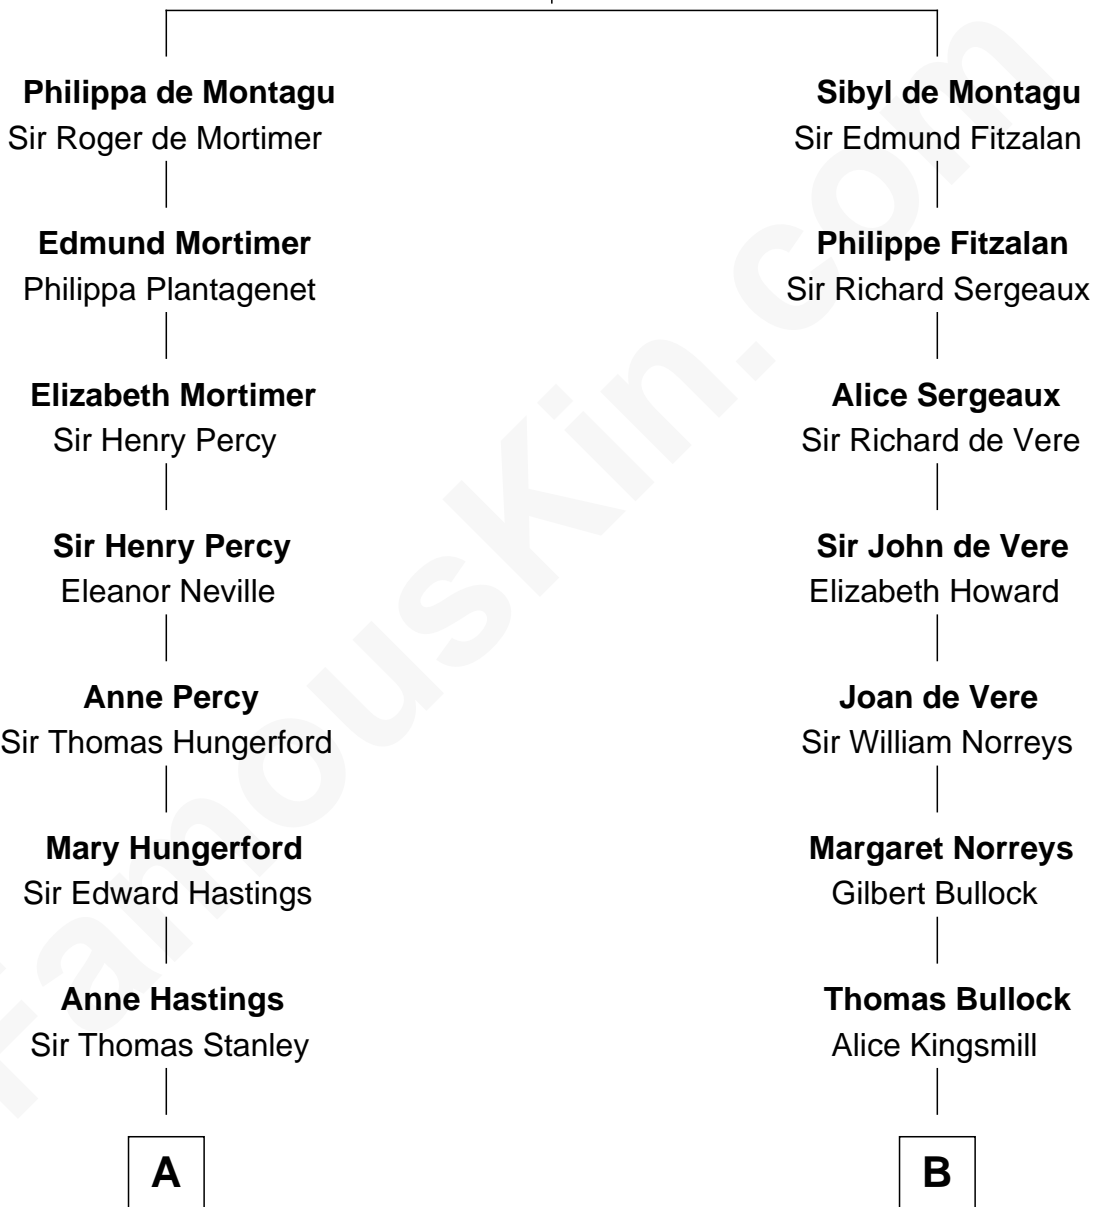 Philippa de Montagu
Sir Roger de Mortimer
Edmund Mortimer
Philippa Plantagenet
Elizabeth Mortimer
Sir Henry Percy
Sir Henry Percy
Eleanor Neville
Anne Percy
Sir Thomas Hungerford
Mary Hungerford
Sir Edward Hastings
Anne Hastings
Sir Thomas Stanley
A
Sibyl de Montagu
Sir Edmund Fitzalan
Philippe Fitzalan
Sir Richard Sergeaux
Alice Sergeaux
Sir Richard de Vere
Sir John de Vere
Elizabeth Howard
Joan de Vere
Sir William Norreys
Margaret Norreys
Gilbert Bullock
Thomas Bullock
Alice Kingsmill
B
FamousKin.com